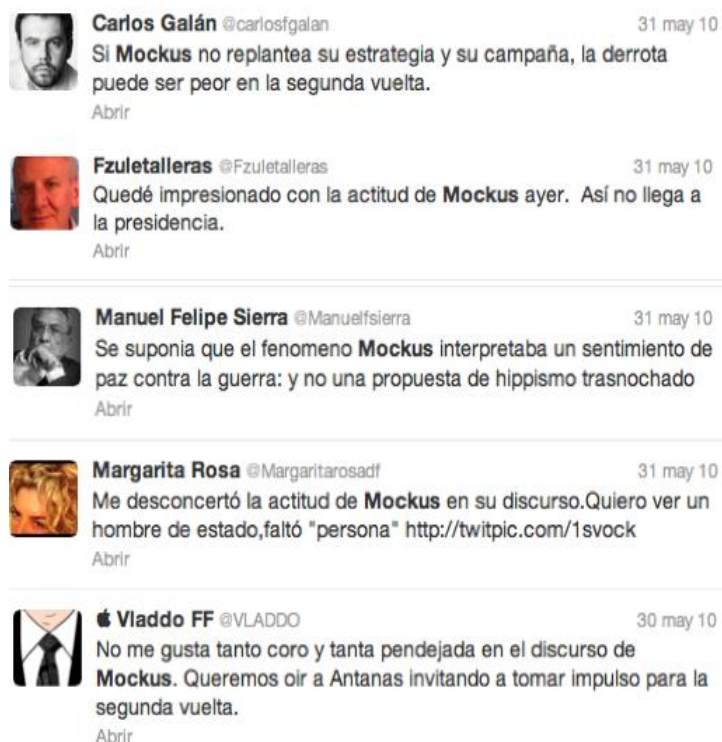 Carlos Galán @carlosfgalan 31 may 10
Si Mockus no replantea su estrategia y su campaña, la derrota
puede ser peor en la segunda vuelta.
Abrir
Fzuletalleras @Fzuletalleras 31 may 10
Quedé impresionado con la actitud de Mockus ayer. Así no llega a
la presidencia.
Abrir
Manuel Felipe Sierra @Manuelfsierra 31 may 10
Se suponia que el fenomeno Mockus interpretaba un sentimiento de
paz contra la guerra: y no una propuesta de hippismo trasnochado
Abrir
Margarita Rosa @Margaritarosadf 31 may 10
Me desconcertó la actitud de Mockus en su discurso.Quiero ver un
hombre de estado,faltó "persona" http://twitpic.com/1svock
Abrir
Vladdo FF @VLADDO 30 may 10
No me gusta tanto coro y tanta pendejada en el discurso de
Mockus. Queremos oir a Antanas invitando a tomar impulso para la
segunda vuelta.
Abrir